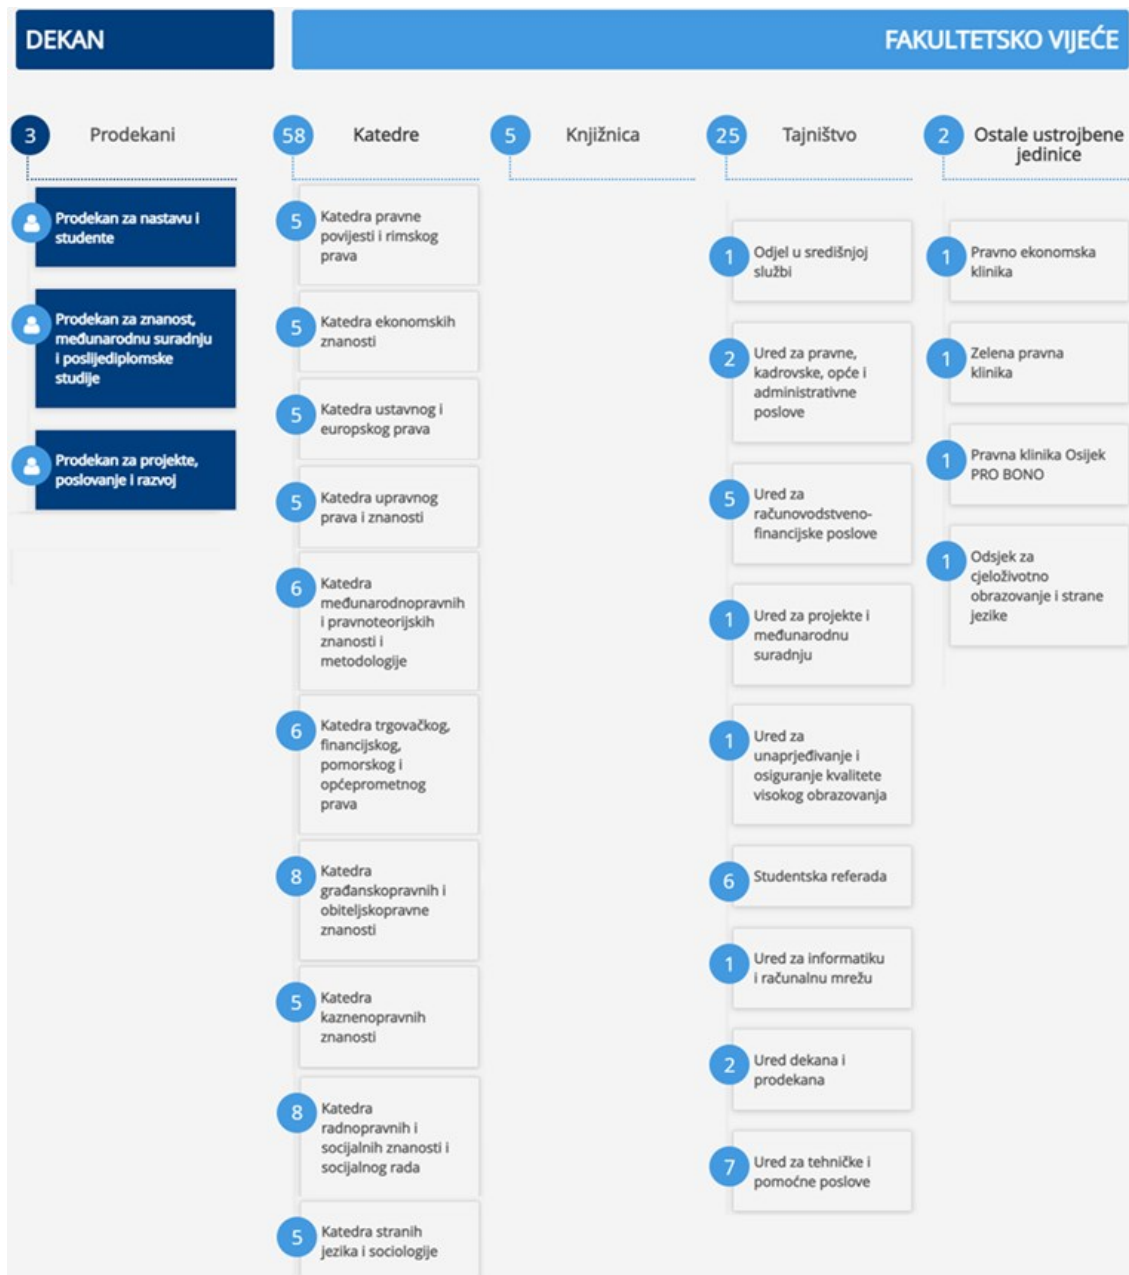 DEKAN
FAKULTETSKO VIJEĆE
3
Prodekani
Prodekan za nastavu i
studente
Prodekan za znanost,
međunarodnu suradnju
i poslijediplomske
studije
Prodekan za projekte,
poslovanje i razvoj
58
Katedre
5
Katedra pravne
povijesti i rimskog
prava
5
Katedra ekonomskih
znanosti
5
Katedra ustavnog i
europskog prava
5
Katedra upravnog
prava i znanosti
6
Katedra
međunarodnopravnih
i pravnoteorijskih
znanosti i
metodologije
6
Katedra trgovačkog,
financijskog,
pomorskog i
općeprometnog
prava
8
Katedra
građanskopravnih i
obiteljskopravne
znanosti
5
Katedra
kaznenopravnih
znanosti
8
Katedra
radnopravnih i
socijalnih znanosti i
socijalnog rada
5
Katedra stranih
jezika i sociologije
5
Knjižnica
25
Tajništvo
1
Odjel u središnjoj
službi
2
Ured za pravne,
kadrovske, opće i
administrativne
poslove
5
Ured za
računovodstveno-
financijske poslove
1
Ured za projekte i
međunarodnu
suradnju
1
Ured za
unaprjeđivanje i
osiguranje kvalitete
visokog obrazovanja
6
Studentska referada
1
Ured za informatiku
i računalnu mrežu
2
Ured dekana i
prodekana
7
Ured za tehničke i
pomoćne poslove
2
Ostale ustrojbene
jedinice
1
Pravno ekonomska
klinika
1
Zelena pravna
klinika
1
Pravna klinika Osijek
PRO BONO
1
Odsjek za
cjeloživotno
obrazovanje i strane
jezike